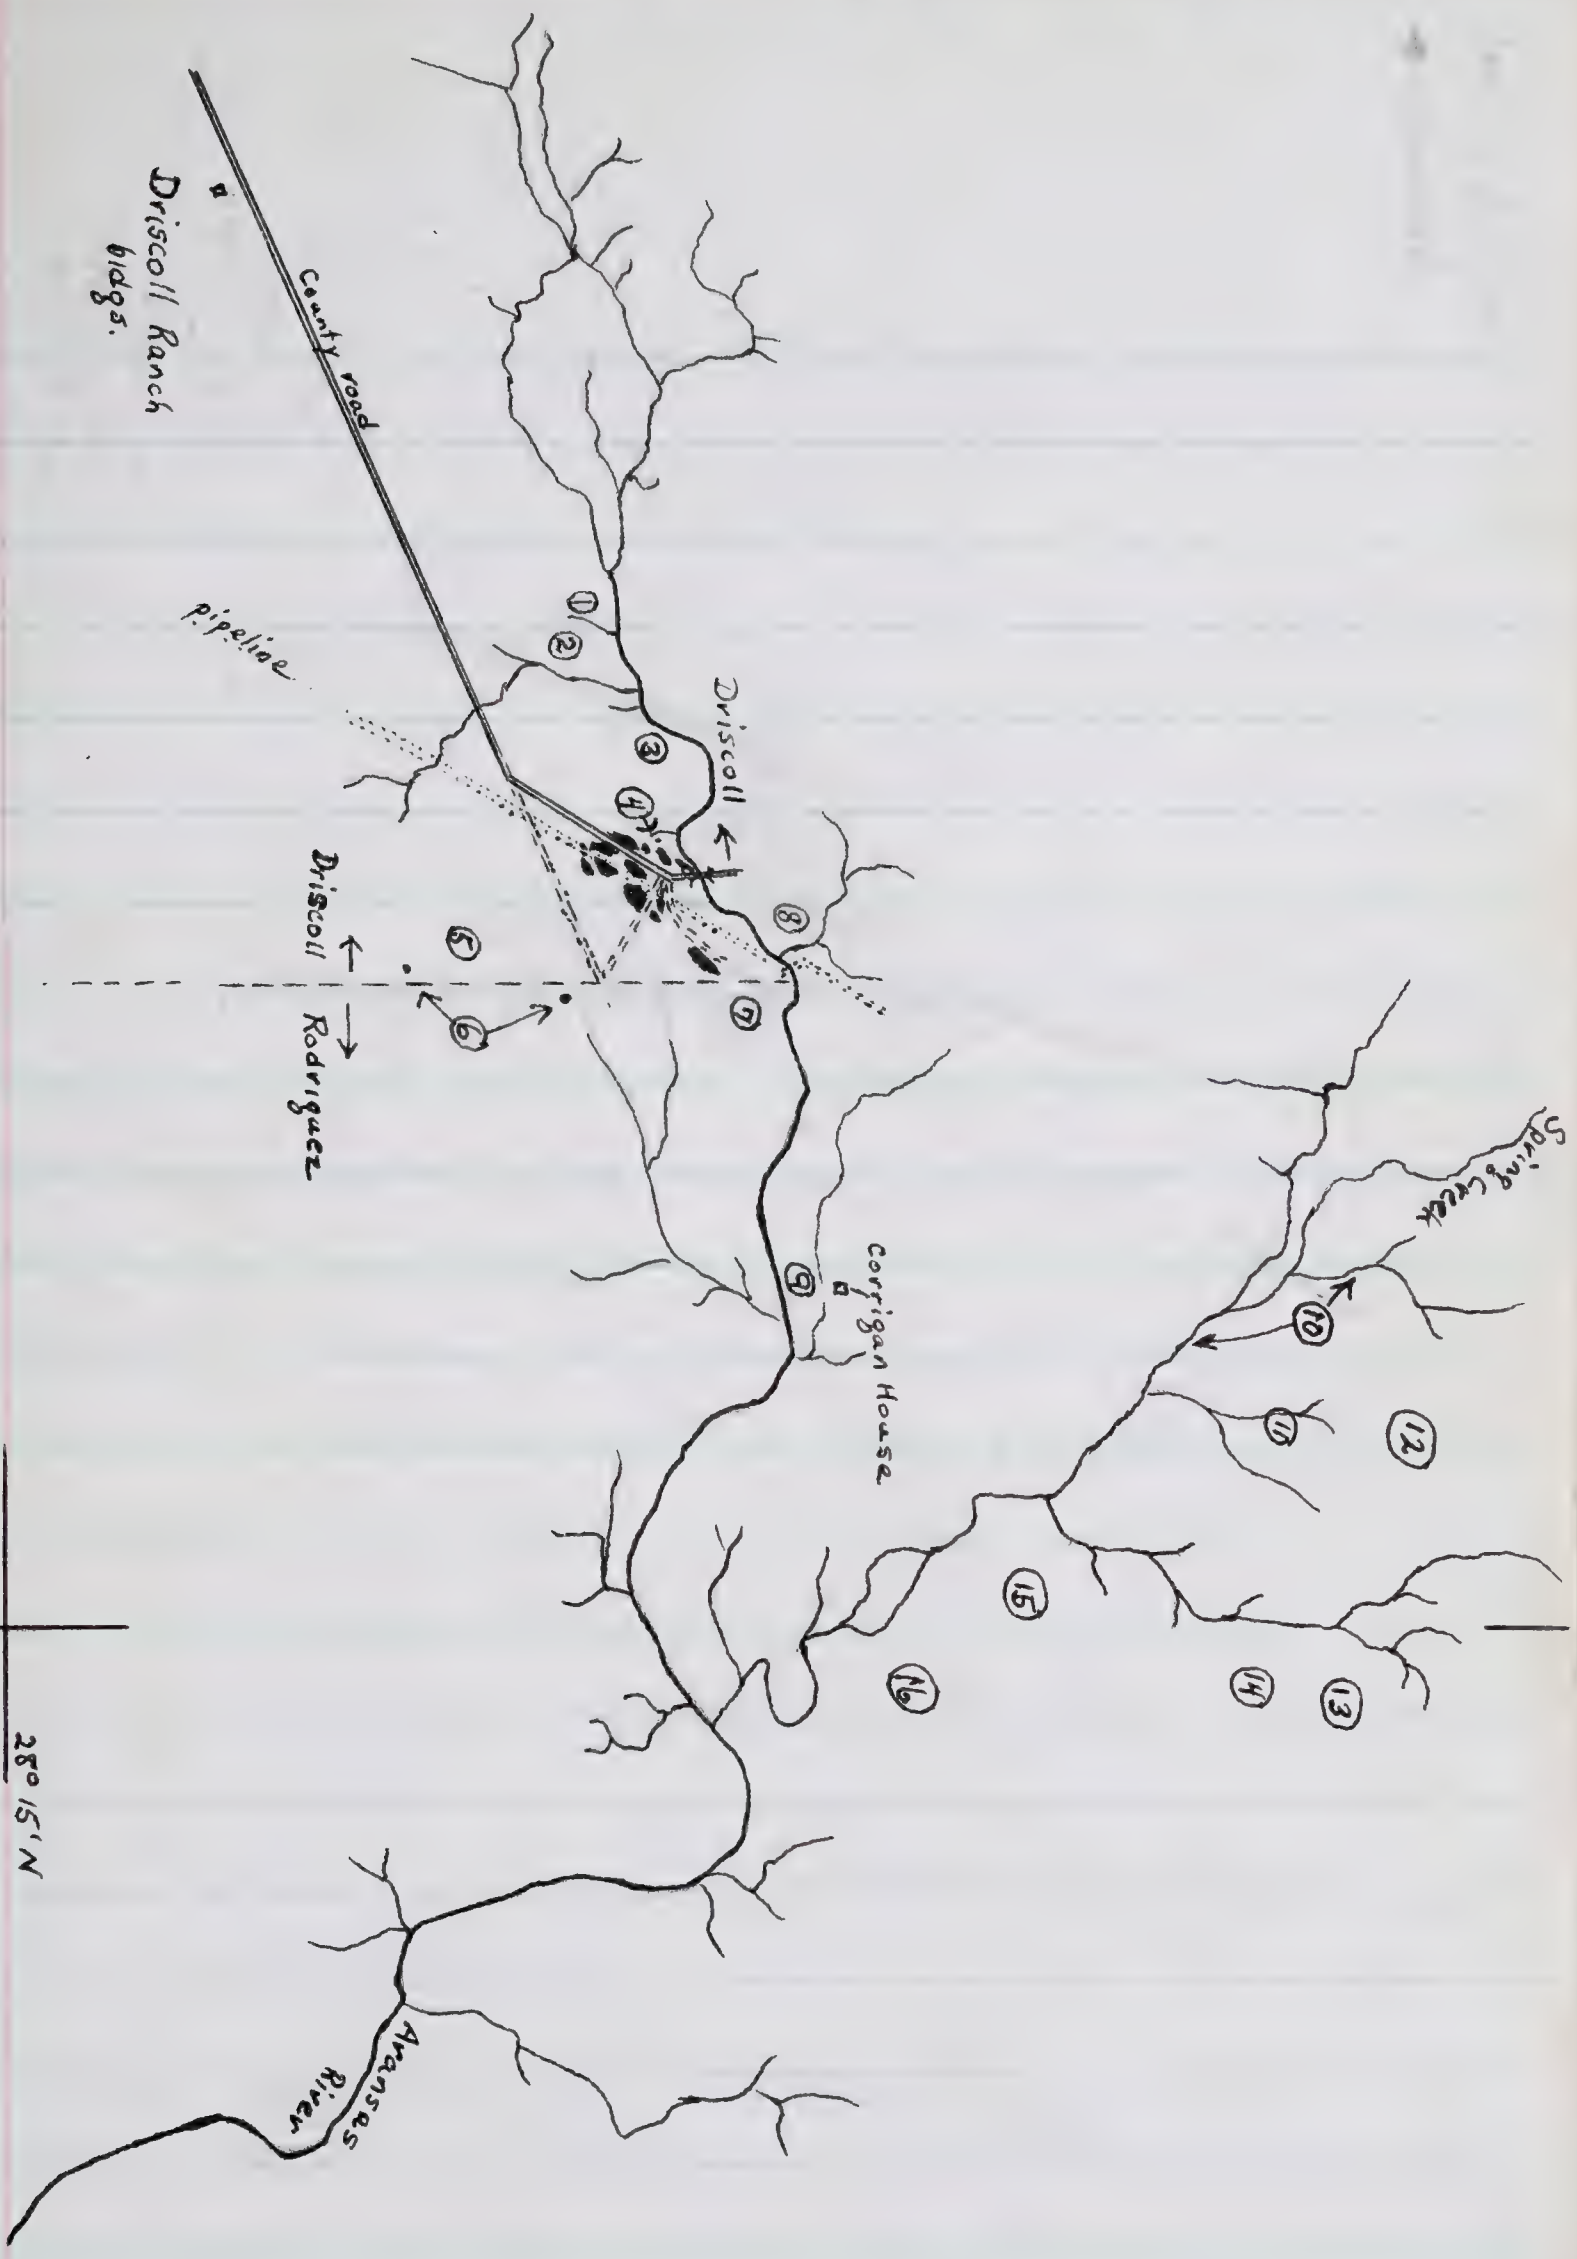 Spring Creek
10
12
11
13
14
15
16
Driscoll
8
Corrigan House
9
1
2
3
4
7
County road
pipeline
5
6
Driscoll
Rodriguez
Driscoll Ranch
bldgs.
Aransas
River
28° 15' N